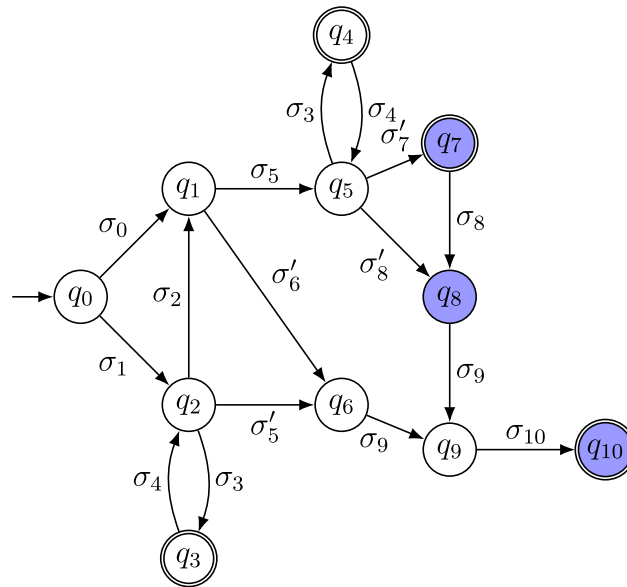 q₄
σ₃ σ₄
σ′₇ q₇
q₁ σ₅ q₅
σ₀ σ₈
σ′₆ σ′₈
q₀ σ₂ q₈
σ₁ σ₉
q₂ σ′₅ q₆
σ₉ q₉ σ₁₀ q₁₀
σ₄ σ₃
q₃